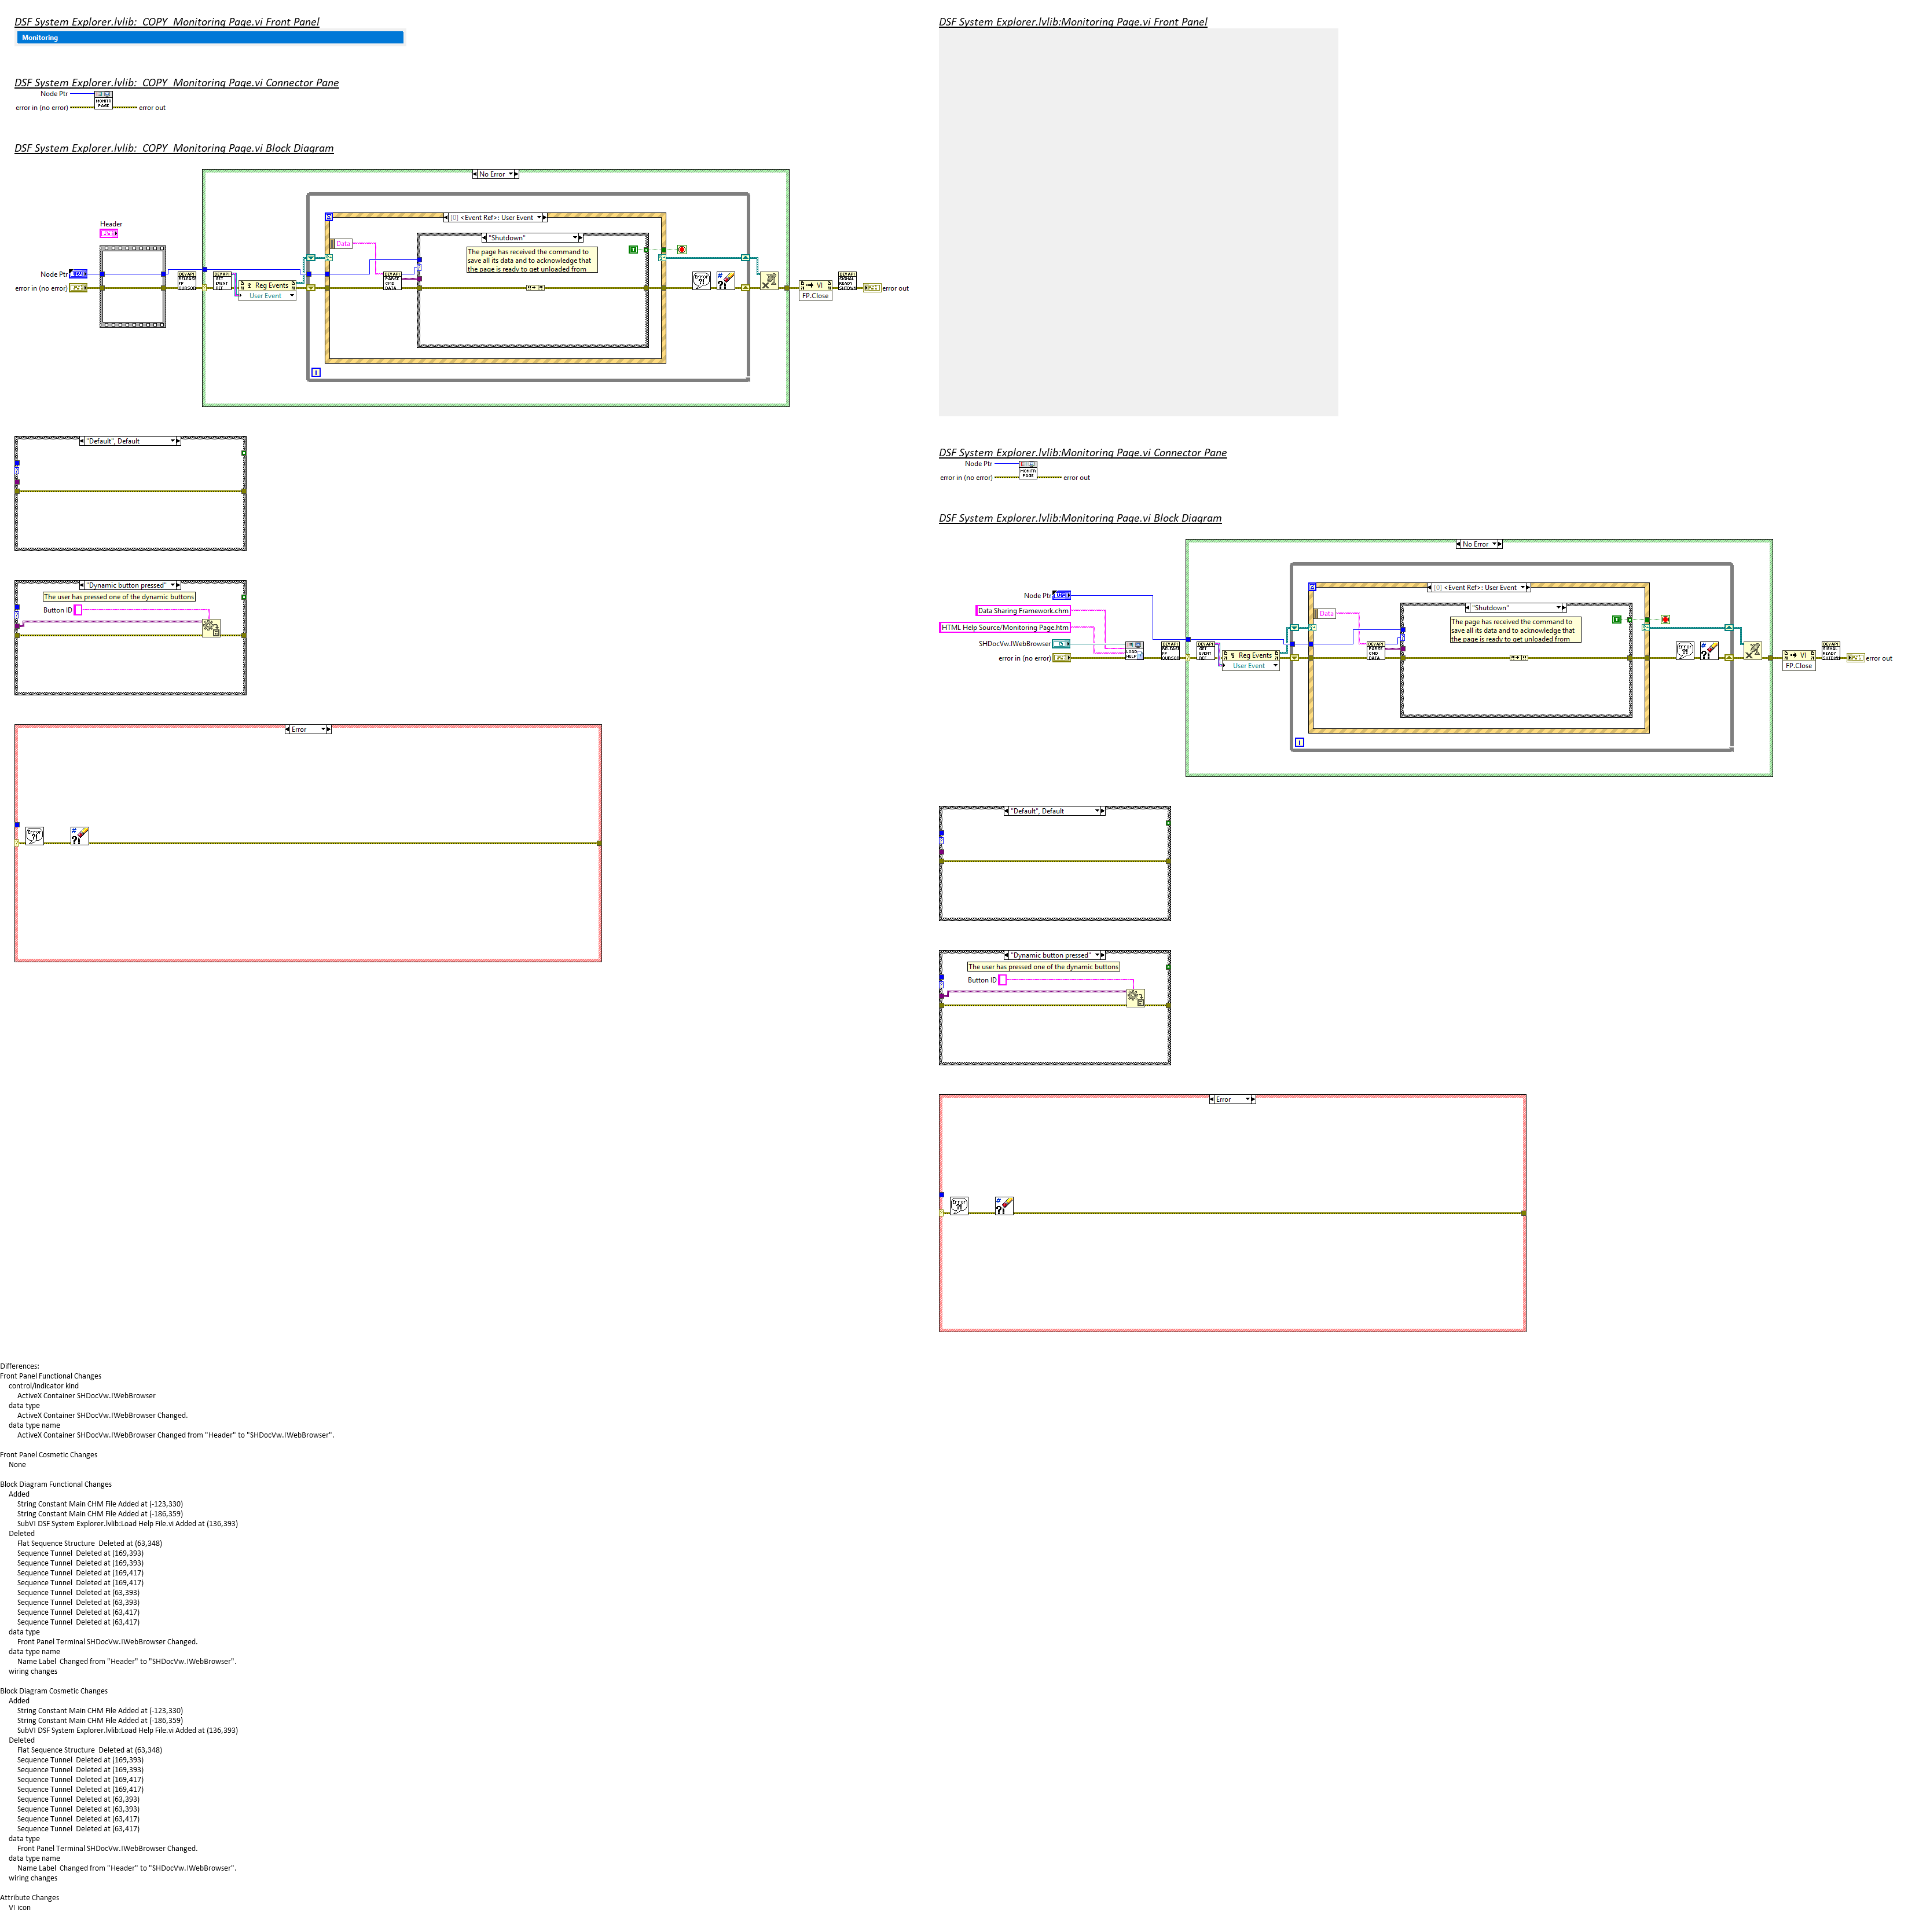 DSF System Explorer.lvlib:_COPY_Monitoring Page.vi Front Panel
Monitoring
DSF System Explorer.lvlib:_COPY_Monitoring Page.vi Connector Pane
Node Ptr
MONITR
PAGE
error in (no error)
error out
DSF System Explorer.lvlib:_COPY_Monitoring Page.vi Block Diagram
No Error
Header
[0] <Event Ref>: User Event
Data
"Shutdown"
The page has received the command to
save all its data and to acknowledge that
the page is ready to get unloaded from
Node Ptr
error in (no error)
Reg Events
User Event
VI
FP.Close
error out
i
"Default", Default
"Dynamic button pressed"
The user has pressed one of the dynamic buttons
Button ID
Error
DSF System Explorer.lvlib:Monitoring Page.vi Front Panel
DSF System Explorer.lvlib:Monitoring Page.vi Connector Pane
Node Ptr
MONITR
PAGE
error in (no error)
error out
DSF System Explorer.lvlib:Monitoring Page.vi Block Diagram
No Error
[0] <Event Ref>: User Event
Data
"Shutdown"
The page has received the command to
save all its data and to acknowledge that
the page is ready to get unloaded from
Node Ptr
Data Sharing Framework.chm
HTML Help Source/Monitoring Page.htm
SHDocVw.IWebBrowser
error in (no error)
Reg Events
User Event
VI
FP.Close
error out
i
"Default", Default
"Dynamic button pressed"
The user has pressed one of the dynamic buttons
Button ID
Error
Differences:
Front Panel Functional Changes
control/indicator kind
ActiveX Container SHDocVw.IWebBrowser
data type
ActiveX Container SHDocVw.IWebBrowser Changed.
data type name
ActiveX Container SHDocVw.IWebBrowser Changed from "Header" to "SHDocVw.IWebBrowser".
Front Panel Cosmetic Changes
None
Block Diagram Functional Changes
Added
String Constant Main CHM File Added at (-123,330)
String Constant Main CHM File Added at (-186,359)
SubVI DSF System Explorer.lvlib:Load Help File.vi Added at (136,393)
Deleted
Flat Sequence Structure  Deleted at (63,348)
Sequence Tunnel  Deleted at (169,393)
Sequence Tunnel  Deleted at (169,393)
Sequence Tunnel  Deleted at (169,417)
Sequence Tunnel  Deleted at (169,417)
Sequence Tunnel  Deleted at (63,393)
Sequence Tunnel  Deleted at (63,393)
Sequence Tunnel  Deleted at (63,417)
Sequence Tunnel  Deleted at (63,417)
data type
Front Panel Terminal SHDocVw.IWebBrowser Changed.
data type name
Name Label  Changed from "Header" to "SHDocVw.IWebBrowser".
wiring changes
Block Diagram Cosmetic Changes
Added
String Constant Main CHM File Added at (-123,330)
String Constant Main CHM File Added at (-186,359)
SubVI DSF System Explorer.lvlib:Load Help File.vi Added at (136,393)
Deleted
Flat Sequence Structure  Deleted at (63,348)
Sequence Tunnel  Deleted at (169,393)
Sequence Tunnel  Deleted at (169,393)
Sequence Tunnel  Deleted at (169,417)
Sequence Tunnel  Deleted at (169,417)
Sequence Tunnel  Deleted at (63,393)
Sequence Tunnel  Deleted at (63,393)
Sequence Tunnel  Deleted at (63,417)
Sequence Tunnel  Deleted at (63,417)
data type
Front Panel Terminal SHDocVw.IWebBrowser Changed.
data type name
Name Label  Changed from "Header" to "SHDocVw.IWebBrowser".
wiring changes
Attribute Changes
VI icon